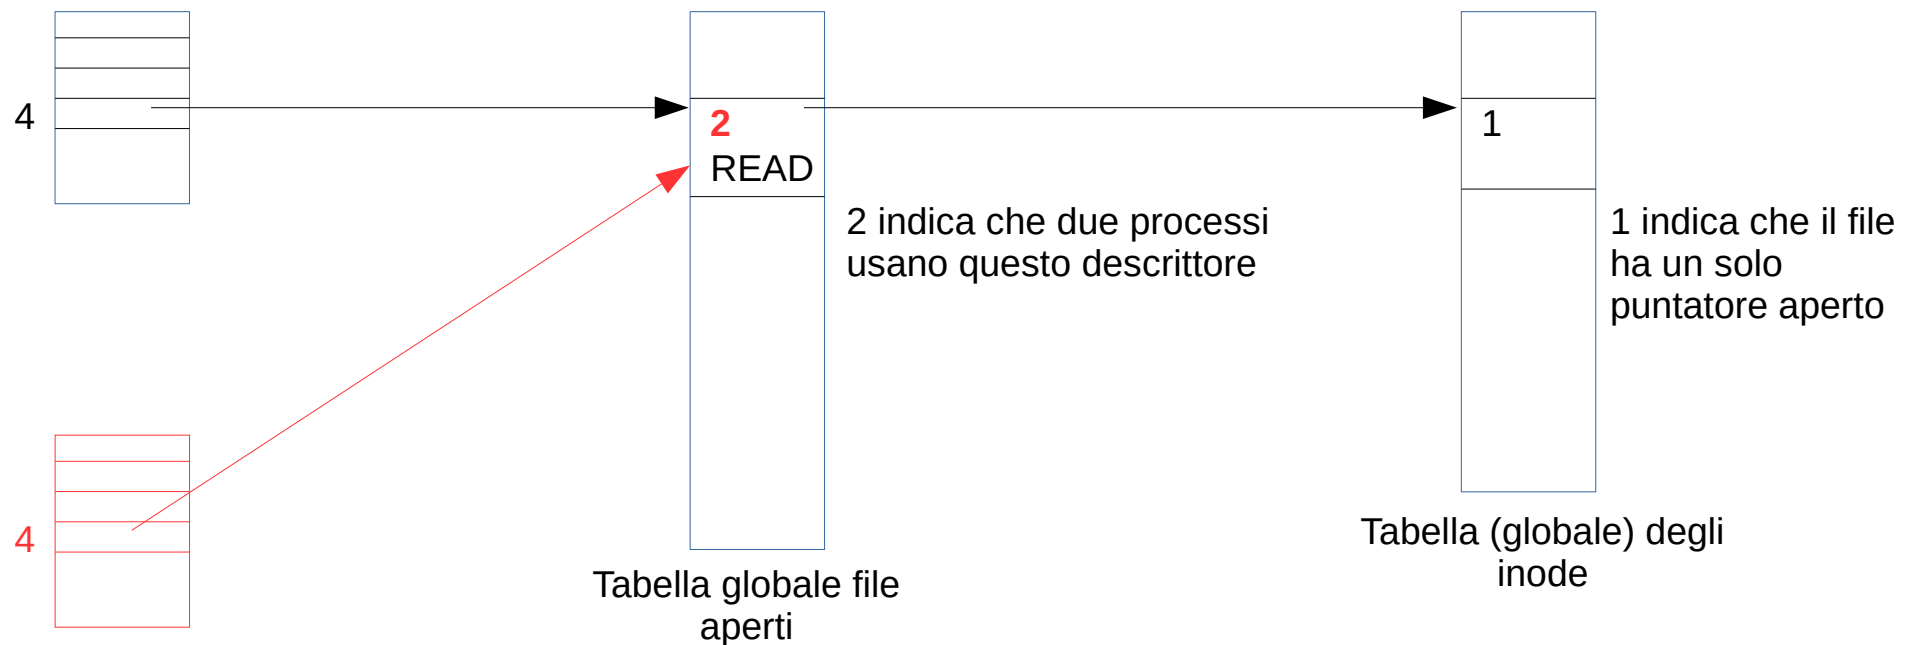 4
2
READ
1
2 indica che due processi
usano questo descrittore
1 indica che il file
ha un solo
puntatore aperto
4
Tabella globale file
aperti
Tabella (globale) degli
inode